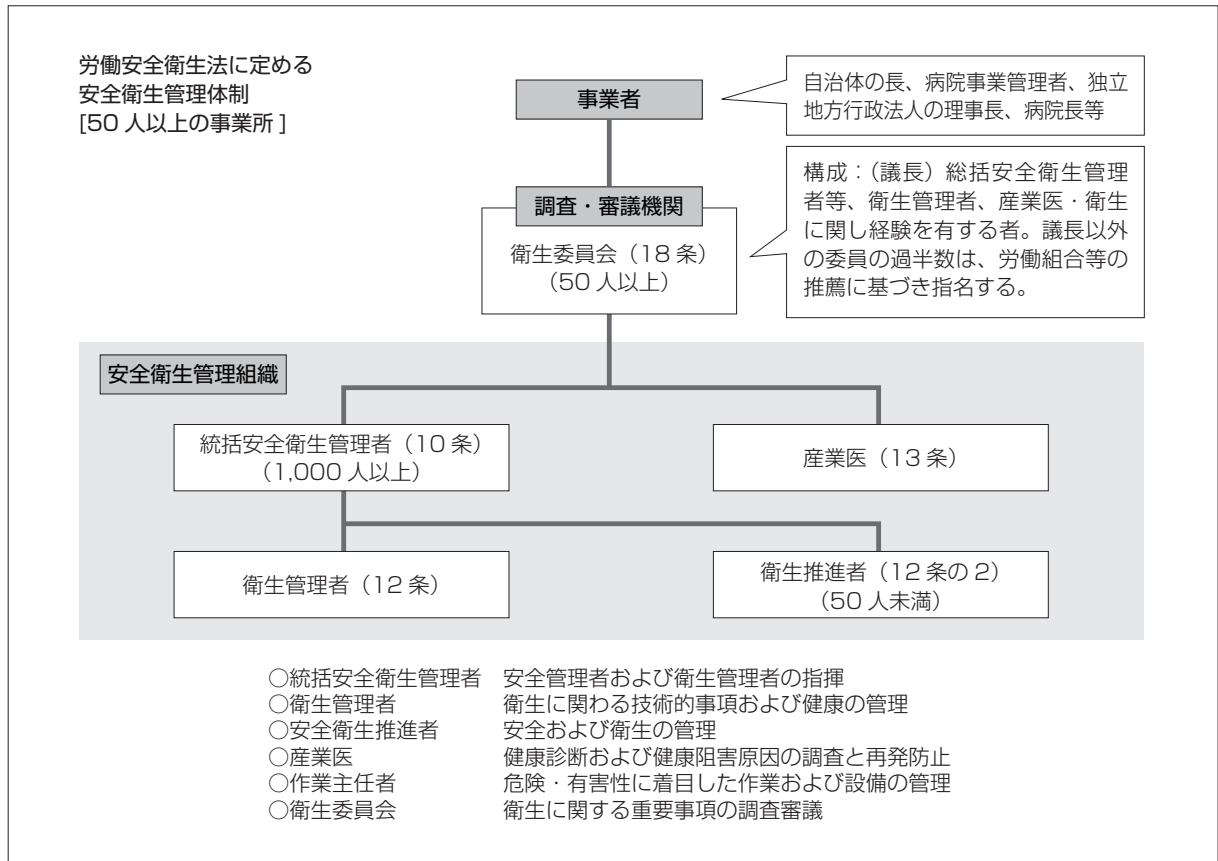 労働安全衛生法に定める
安全衛生管理体制
[50 人以上の事業所 ]
事業者
自治体の長、病院事業管理者、独立
地方行政法人の理事長、病院長等
調査・審議機関
衛生委員会（18 条）
（50 人以上）
構成：（議長）総括安全衛生管理
者等、衛生管理者、産業医・衛生
に関し経験を有する者。議長以外
の委員の過半数は、労働組合等の
推薦に基づき指名する。
安全衛生管理組織
統括安全衛生管理者（10 条）
（1,000 人以上）
産業医（13 条）
衛生管理者（12 条）
衛生推進者（12 条の 2）
（50 人未満）
○統括安全衛生管理者　安全管理者および衛生管理者の指揮
○衛生管理者　衛生に関わる技術的事項および健康の管理
○安全衛生推進者　安全および衛生の管理
○産業医　健康診断および健康阻害原因の調査と再発防止
○作業主任者　危険・有害性に着目した作業および設備の管理
○衛生委員会　衛生に関する重要事項の調査審議